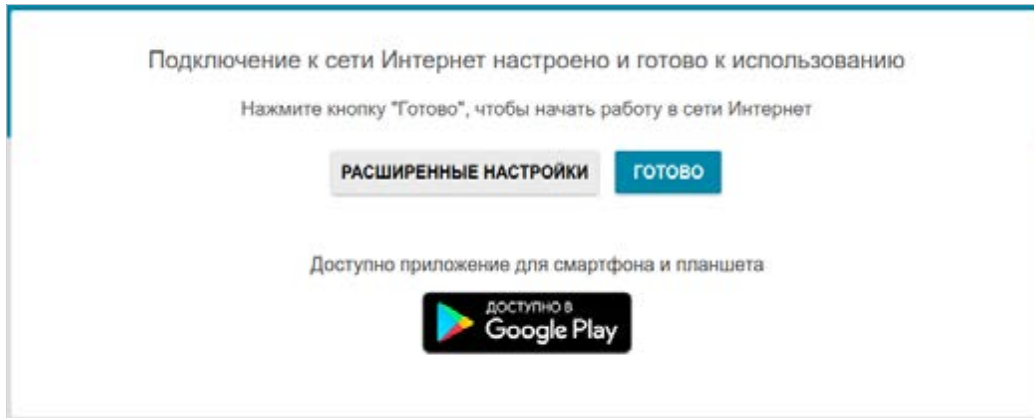 Подключение к сети Интернет настроено и готово к использованию
Нажмите кнопку "Готово", чтобы начать работу в сети Интернет
РАСШИРЕННЫЕ НАСТРОЙКИ ГОТОВО
Доступно приложение для смартфона и планшета
ДОСТУПНО В
Google Play